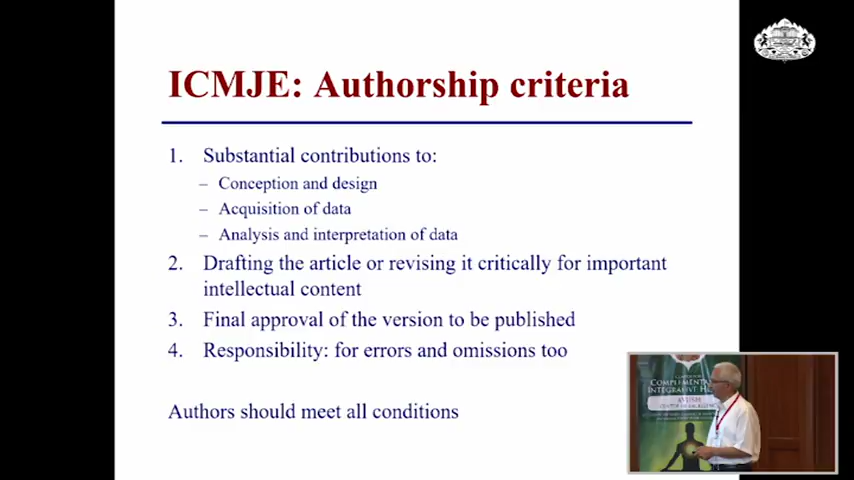 ICMJE: Authorship criteria
1. Substantial contributions to:
– Conception and design
– Acquisition of data
– Analysis and interpretation of data
2. Drafting the article or revising it critically for important
intellectual content
3. Final approval of the version to be published
4. Responsibility: for errors and omissions too
Authors should meet all conditions
AYUSH